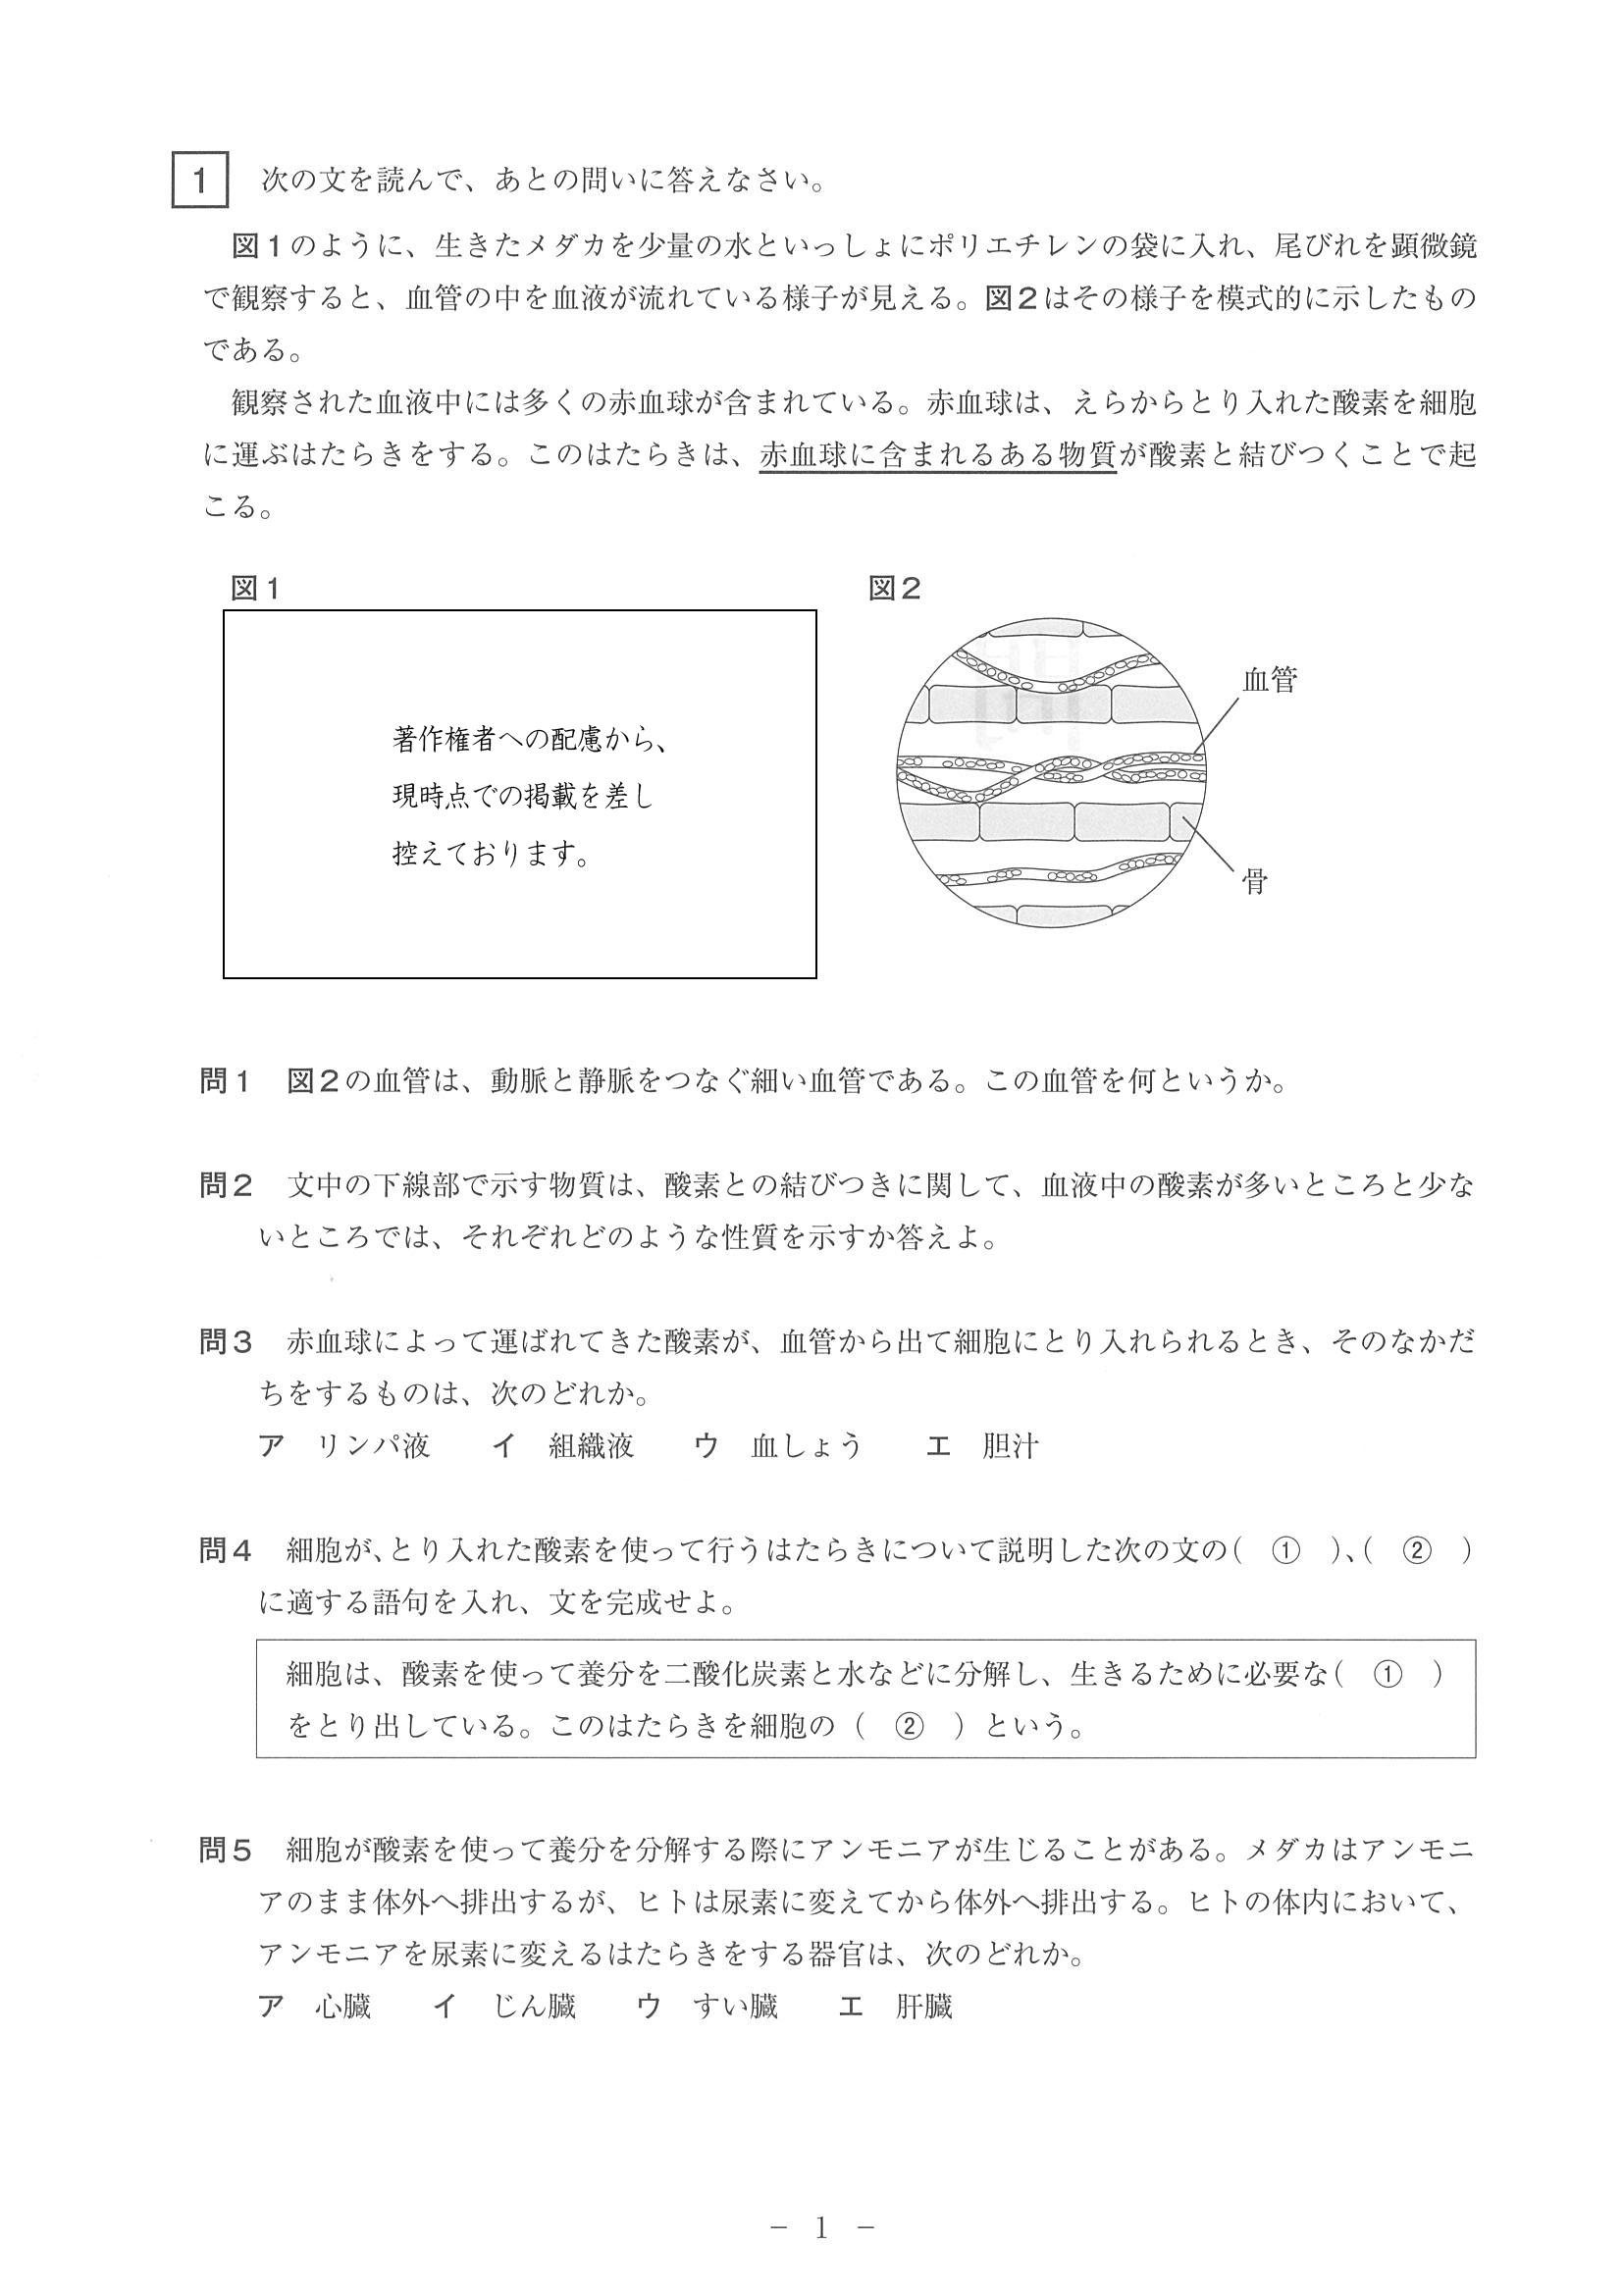 1 次の文を読んで、あとの問いに答えなさい。
図1のように、生きたメダカを少量の水といっしょにポリエチレンの袋に入れ、尾びれを顕微鏡
で観察すると、血管の中を血液が流れている様子が見える。図2はその様子を模式的に示したもの
である。
観察された血液中には多くの赤血球が含まれている。赤血球は、えらからとり入れた酸素を細胞
に運ぶはたらきをする。このはたらきは、赤血球に含まれるある物質が酸素と結びつくことで起
こる。
図1
著作権者への配慮から、
現時点での掲載を差し
控えております。
図2
血管
骨
問1 図2の血管は、動脈と静脈をつなぐ細い血管である。この血管を何というか。
問2 文中の下線部で示す物質は、酸素との結びつきに関して、血液中の酸素が多いところと少な
いところでは、それぞれどのような性質を示すか答えよ。
問3 赤血球によって運ばれてきた酸素が、血管から出て細胞にとり入れられるとき、そのなかだ
ちをするものは、次のどれか。
ア リンパ液 イ 組織液 ウ 血しょう エ 胆汁
問4 細胞が、とり入れた酸素を使って行うはたらきについて説明した次の文の( ① )、( ② )
に適する語句を入れ、文を完成せよ。
細胞は、酸素を使って養分を二酸化炭素と水などに分解し、生きるために必要な( ① )
をとり出している。このはたらきを細胞の( ② )という。
問5 細胞が酸素を使って養分を分解する際にアンモニアが生じることがある。メダカはアンモニ
アのまま体外へ排出するが、ヒトは尿素に変えてから体外へ排出する。ヒトの体内において、
アンモニアを尿素に変えるはたらきをする器官は、次のどれか。
ア 心臓 イ じん臓 ウ すい臓 エ 肝臓
- 1 -